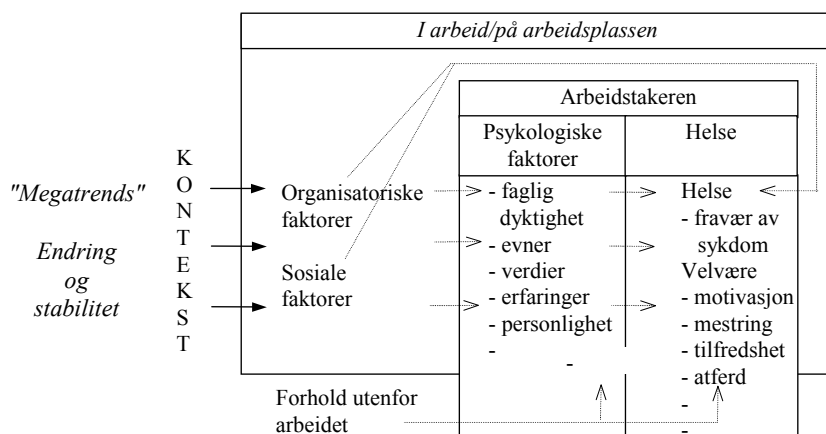 I arbeid/på arbeidsplassen
Arbeidstakeren
Psykologiske
faktorer
Helse
"Megatrends"
Endring
og
stabilitet
K
O
N
T
E
K
S
T
Organisatoriske
faktorer
Sosiale
faktorer
- faglig
dyktighet
- evner
- verdier
- erfaringer
- personlighet
-
-
Helse
- fravær av
sykdom
Velvære
- motivasjon
- mestring
- tilfredshet
- atferd
-
-
Forhold utenfor
arbeidet